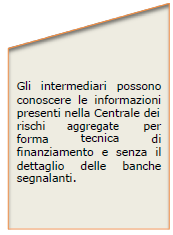 Gli intermediari possono
conoscere le informazioni
presenti nella Centrale dei
rischi aggregate per
forma tecnica di
finanziamento e senza il
dettaglio delle banche
segnalanti.